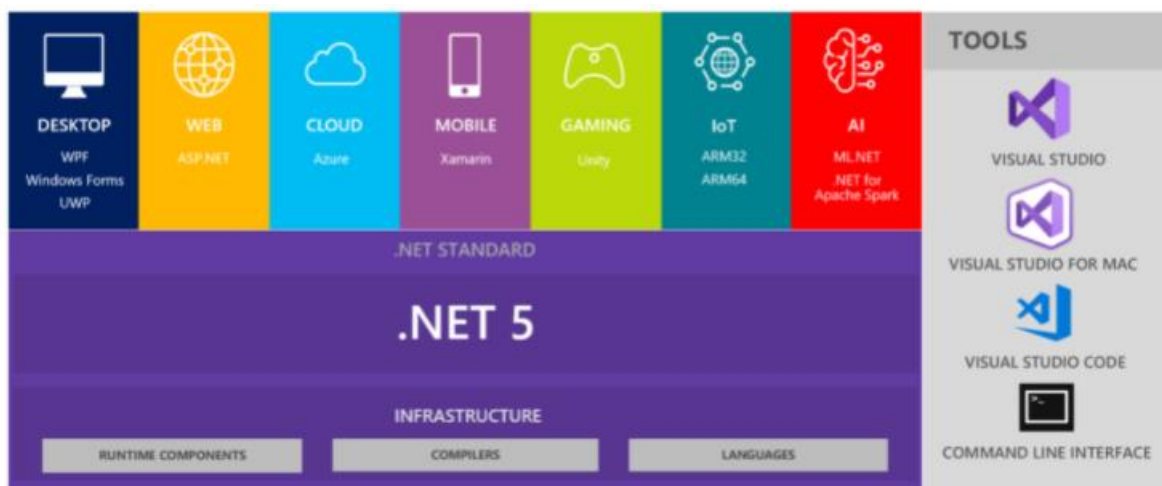 DESKTOP
WPF
Windows Forms
UWP
WEB
ASP.NET
CLOUD
Azure
MOBILE
Xamarin
GAMING
Unity
IoT
ARM32
ARM64
AI
ML.NET
.NET for
Apache Spark
.NET STANDARD
.NET 5
INFRASTRUCTURE
RUNTIME COMPONENTS
COMPILERS
LANGUAGES
TOOLS
VISUAL STUDIO
VISUAL STUDIO FOR MAC
VISUAL STUDIO CODE
>_
COMMAND LINE INTERFACE